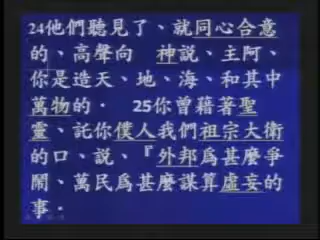 24他們聽見了、就同心合意
的、高聲向　神説、主阿、
你是造天、地、海、和其中
萬物的．　25你曾藉著聖
靈、託你僕人我們祖宗大衛
的口、説、『外邦爲甚麼爭
鬧、萬民爲甚麼謀算虛妄的
事．